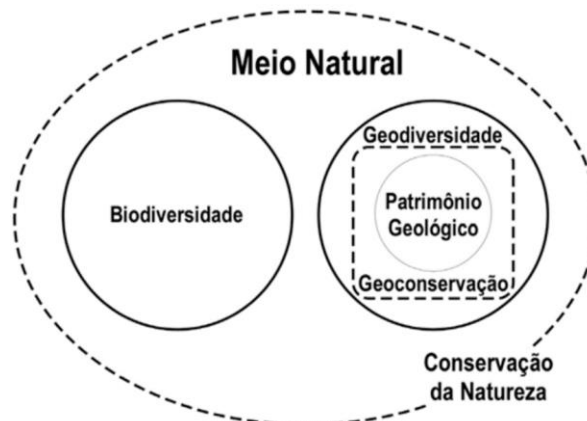 Meio Natural
Biodiversidade
Geodiversidade
Patrimônio
Geológico
Geoconservação
Conservação
da Natureza